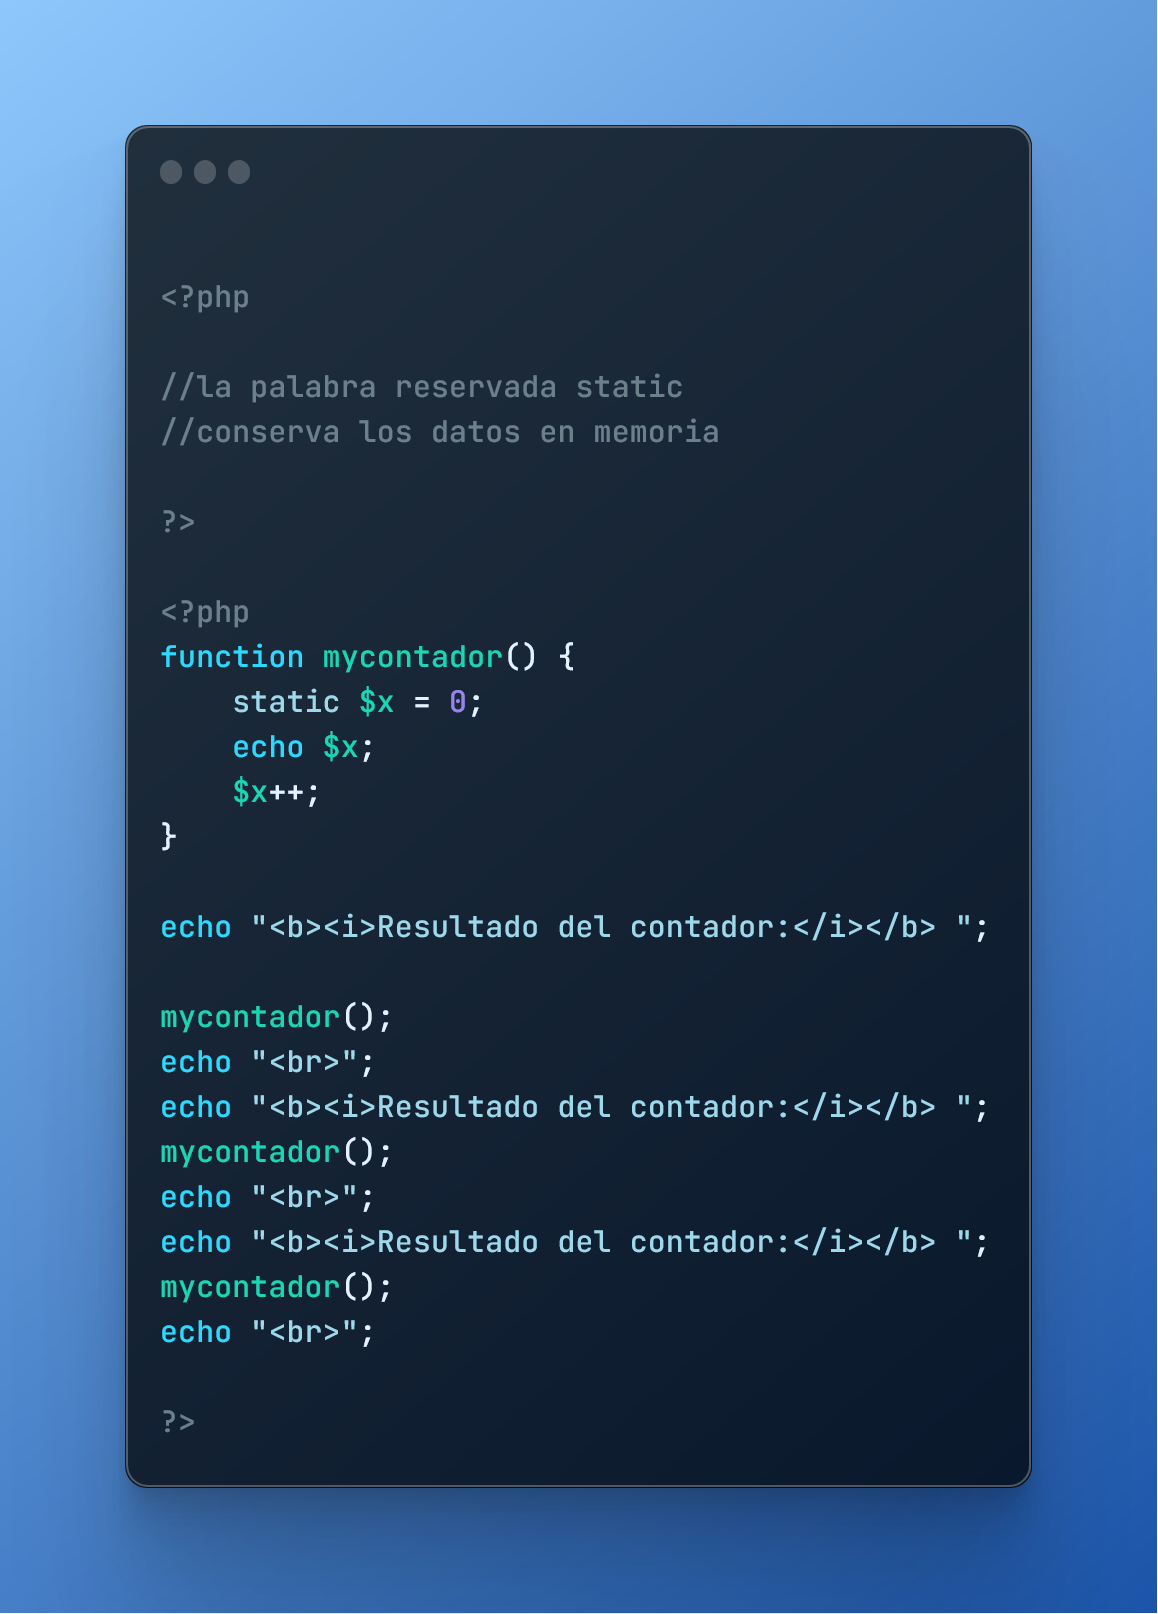 <?php
//la palabra reservada static
//conserva los datos en memoria
?>
<?php
function mycontador() {
    static $x = 0;
    echo $x;
    $x++;
}
echo "<b><i>Resultado del contador:</i></b> ";
mycontador();
echo "<br>";
echo "<b><i>Resultado del contador:</i></b> ";
mycontador();
echo "<br>";
echo "<b><i>Resultado del contador:</i></b> ";
mycontador();
echo "<br>";
?>